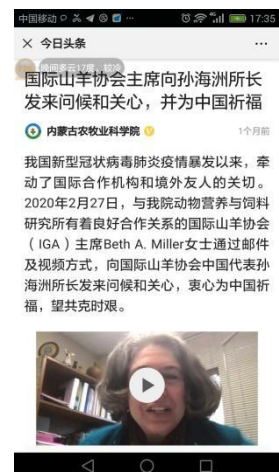 中国移动
17:35
今日头条
晚间多云17度，较冷
国际山羊协会主席向孙海洲所长
发来问候和关心，并为中国祈福
内蒙古农牧业科学院
1个月前
我国新型冠状病毒肺炎疫情暴发以来，牵
动了国际合作机构和境外友人的关切。
2020年2月27日，与我院动物营养与饲料
研究所有着良好合作关系的国际山羊协会
（IGA）主席Beth A. Miller女士通过邮件
及视频方式，向国际山羊协会中国代表孙
海洲所长发来问候和关心，衷心为中国祈
福，望共克时艰。